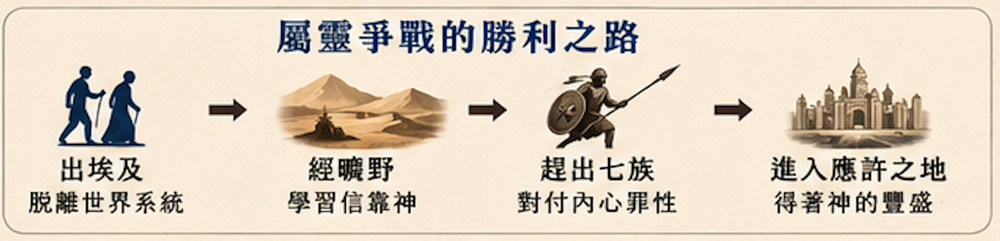 屬靈爭戰的勝利之路
出埃及
脫離世界系統
經曠野
學習信靠神
趕出七族
對付內心罪性
進入應許之地
得著神的豐盛